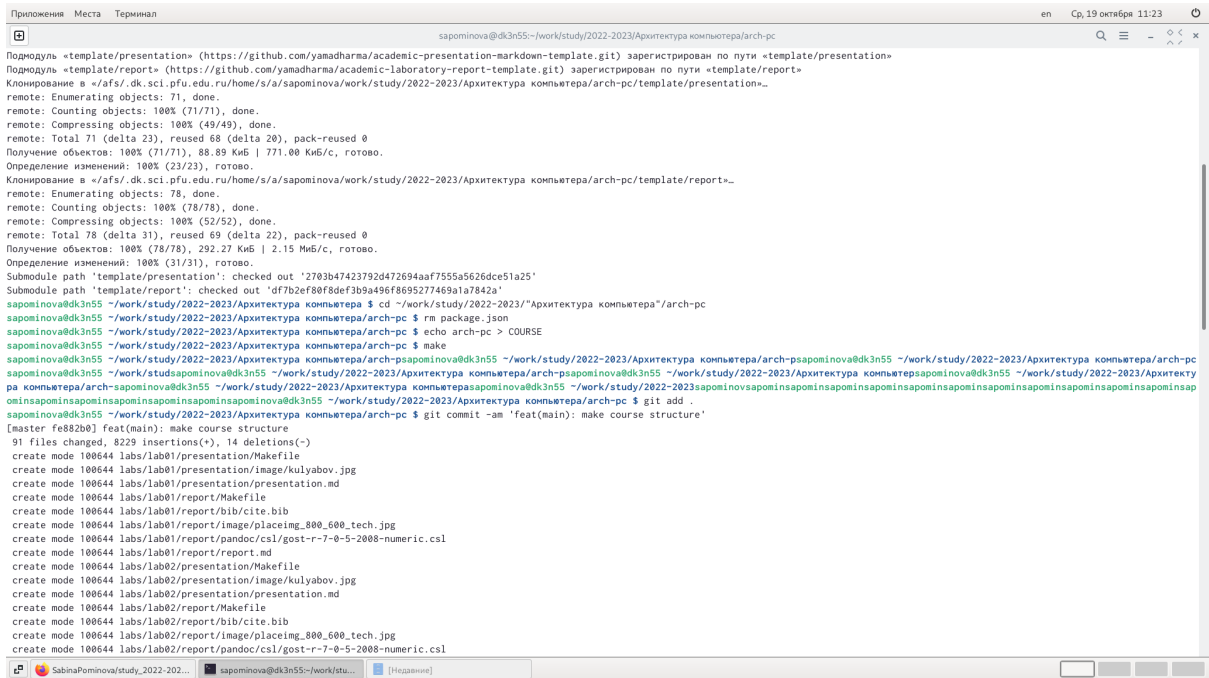 Приложения Места Терминал en Ср, 19 октября 11:23
sapominova@dk3n55:~/work/study/2022-2023/Архитектура компьютера/arch-pc
Подмодуль «template/presentation» (https://github.com/yamadharma/academic-presentation-markdown-template.git) зарегистрирован по пути «template/presentation»
Подмодуль «template/report» (https://github.com/yamadharma/academic-laboratory-report-template.git) зарегистрирован по пути «template/report»
Клонирование в «/afs/.dk.sci.pfu.edu.ru/home/s/a/sapominova/work/study/2022-2023/Архитектура компьютера/arch-pc/template/presentation»…
remote: Enumerating objects: 71, done.
remote: Counting objects: 100% (71/71), done.
remote: Compressing objects: 100% (49/49), done.
remote: Total 71 (delta 23), reused 68 (delta 20), pack-reused 0
Получение объектов: 100% (71/71), 88.89 КиБ | 771.00 КиБ/с, готово.
Определение изменений: 100% (23/23), готово.
Клонирование в «/afs/.dk.sci.pfu.edu.ru/home/s/a/sapominova/work/study/2022-2023/Архитектура компьютера/arch-pc/template/report»…
remote: Enumerating objects: 78, done.
remote: Counting objects: 100% (78/78), done.
remote: Compressing objects: 100% (52/52), done.
remote: Total 78 (delta 31), reused 69 (delta 22), pack-reused 0
Получение объектов: 100% (78/78), 292.27 КиБ | 2.15 МиБ/с, готово.
Определение изменений: 100% (31/31), готово.
Submodule path 'template/presentation': checked out '2703b47423792d472694aaf7555a5626dce51a25'
Submodule path 'template/report': checked out 'df7b2ef80f8def3b9a496f8695277469a1a7842a'
sapominova@dk3n55 ~/work/study/2022-2023/Архитектура компьютера $ cd ~/work/study/2022-2023/"Архитектура компьютера"/arch-pc
sapominova@dk3n55 ~/work/study/2022-2023/Архитектура компьютера/arch-pc $ rm package.json
sapominova@dk3n55 ~/work/study/2022-2023/Архитектура компьютера/arch-pc $ echo arch-pc > COURSE
sapominova@dk3n55 ~/work/study/2022-2023/Архитектура компьютера/arch-pc $ make
sapominova@dk3n55 ~/work/study/2022-2023/Архитектура компьютера/arch-psapominova@dk3n55 ~/work/study/2022-2023/Архитектура компьютера/arch-psapominova@dk3n55 ~/work/study/2022-2023/Архитектура компьютера/arch-pc
sapominova@dk3n55 ~/work/studsapominova@dk3n55 ~/work/study/2022-2023/Архитектура компьютера/arch-psapominova@dk3n55 ~/work/study/2022-2023/Архитектура компьютерsapominova@dk3n55 ~/work/study/2022-2023/Архитекту
ра компьютера/arch-sapominova@dk3n55 ~/work/study/2022-2023/Архитектура компьютераsapominova@dk3n55 ~/work/study/2022-2023sapominovsapominsapominsapominsapominsapominsapominsapominsapominsapominsapominsapominsap
ominsapominsapominsapominsapominsapominsapominova@dk3n55 ~/work/study/2022-2023/Архитектура компьютера/arch-pc $ git add .
sapominova@dk3n55 ~/work/study/2022-2023/Архитектура компьютера/arch-pc $ git commit -am 'feat(main): make course structure'
[master fe882b0] feat(main): make course structure
91 files changed, 8229 insertions(+), 14 deletions(-)
create mode 100644 labs/lab01/presentation/Makefile
create mode 100644 labs/lab01/presentation/image/kulyabov.jpg
create mode 100644 labs/lab01/presentation/presentation.md
create mode 100644 labs/lab01/report/Makefile
create mode 100644 labs/lab01/report/bib/cite.bib
create mode 100644 labs/lab01/report/image/placeimg_800_600_tech.jpg
create mode 100644 labs/lab01/report/pandoc/csl/gost-r-7-0-5-2008-numeric.csl
create mode 100644 labs/lab01/report/report.md
create mode 100644 labs/lab02/presentation/Makefile
create mode 100644 labs/lab02/presentation/image/kulyabov.jpg
create mode 100644 labs/lab02/presentation/presentation.md
create mode 100644 labs/lab02/report/Makefile
create mode 100644 labs/lab02/report/bib/cite.bib
create mode 100644 labs/lab02/report/image/placeimg_800_600_tech.jpg
create mode 100644 labs/lab02/report/pandoc/csl/gost-r-7-0-5-2008-numeric.csl
SabinaPominova/study_2022-202... sapominova@dk3n55:~/work/stu... [Недавние]